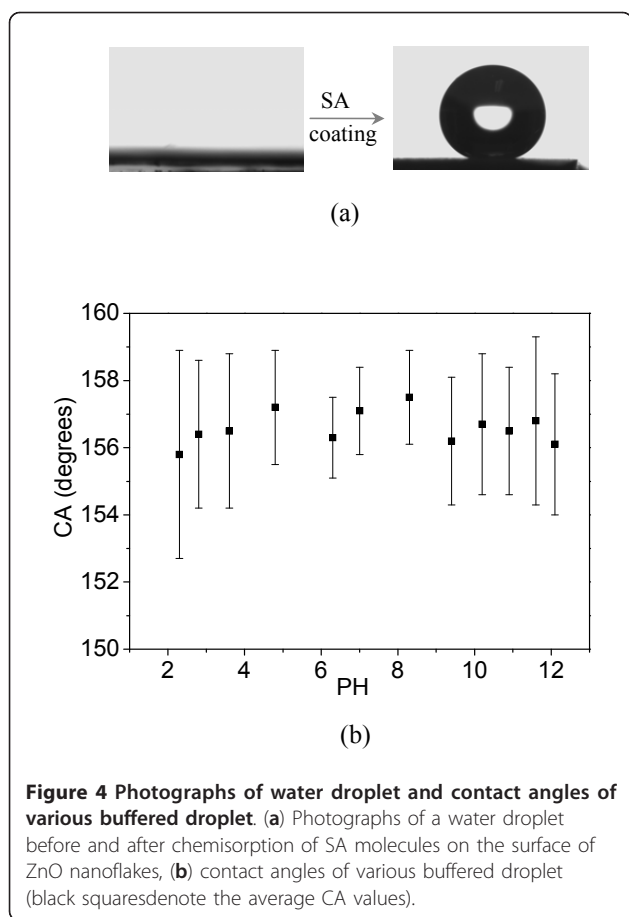 SA
coating
(a)
160
158
156
154
152
150
CA (degrees)
2 4 6 8 10 12
PH
(b)
Figure 4 Photographs of water droplet and contact angles of
various buffered droplet. (a) Photographs of a water droplet
before and after chemisorption of SA molecules on the surface of
ZnO nanoflakes, (b) contact angles of various buffered droplet
(black squaresdenote the average CA values).